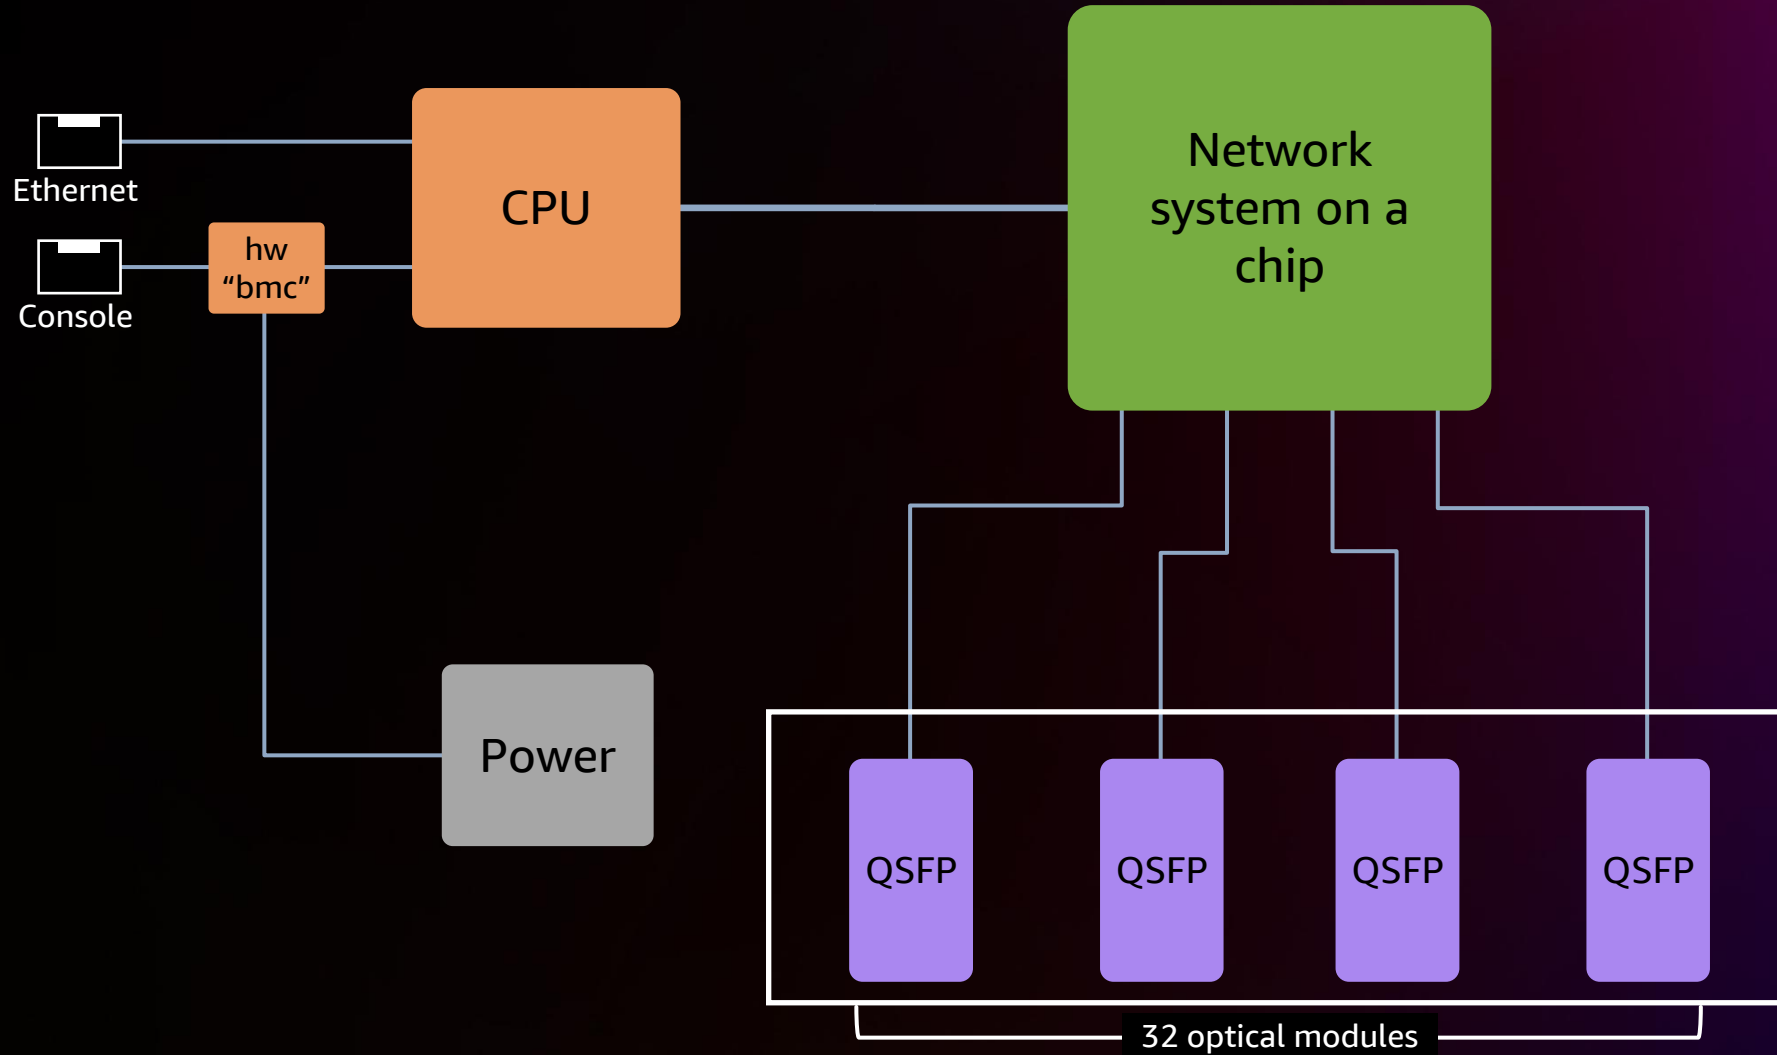 Ethernet
Console
hw
“bmc”
CPU
Network
system on a
chip
Power
QSFP
QSFP
QSFP
QSFP
32 optical modules